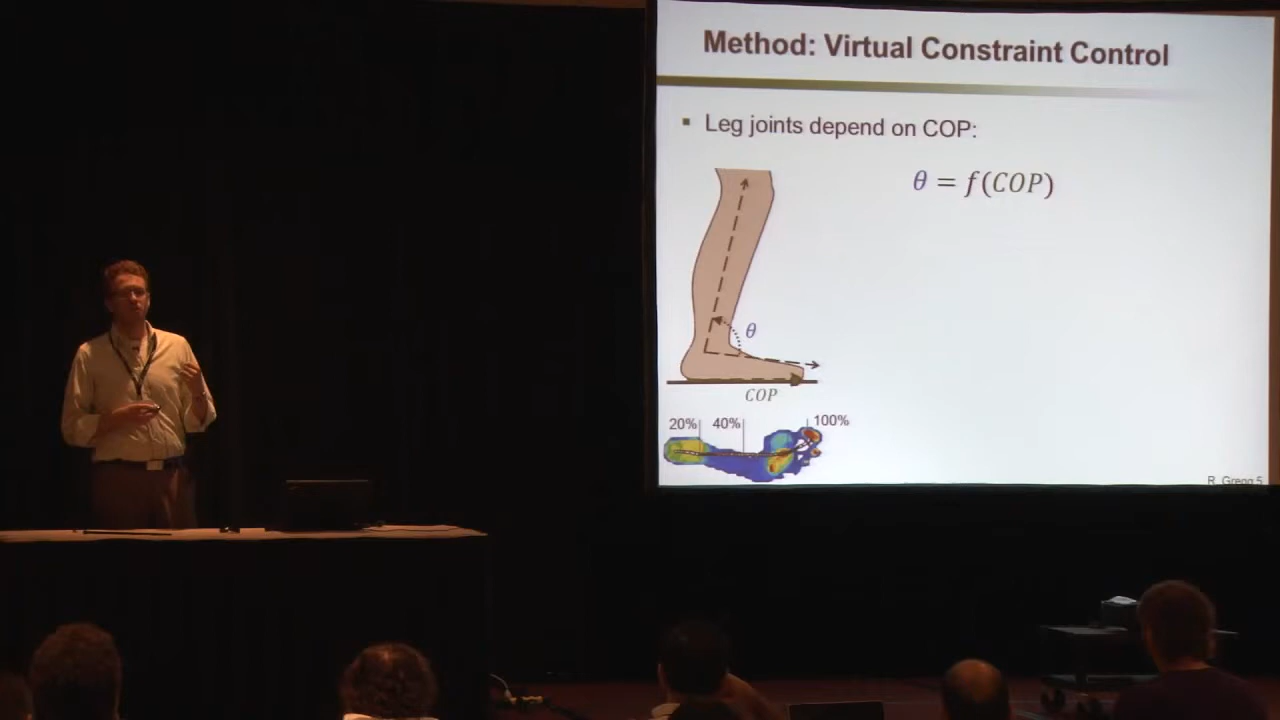 Method: Virtual Constraint Control
Leg joints depend on COP:
θ = f(COP)
θ
COP
20% 40% 100%
R. Gregg 5